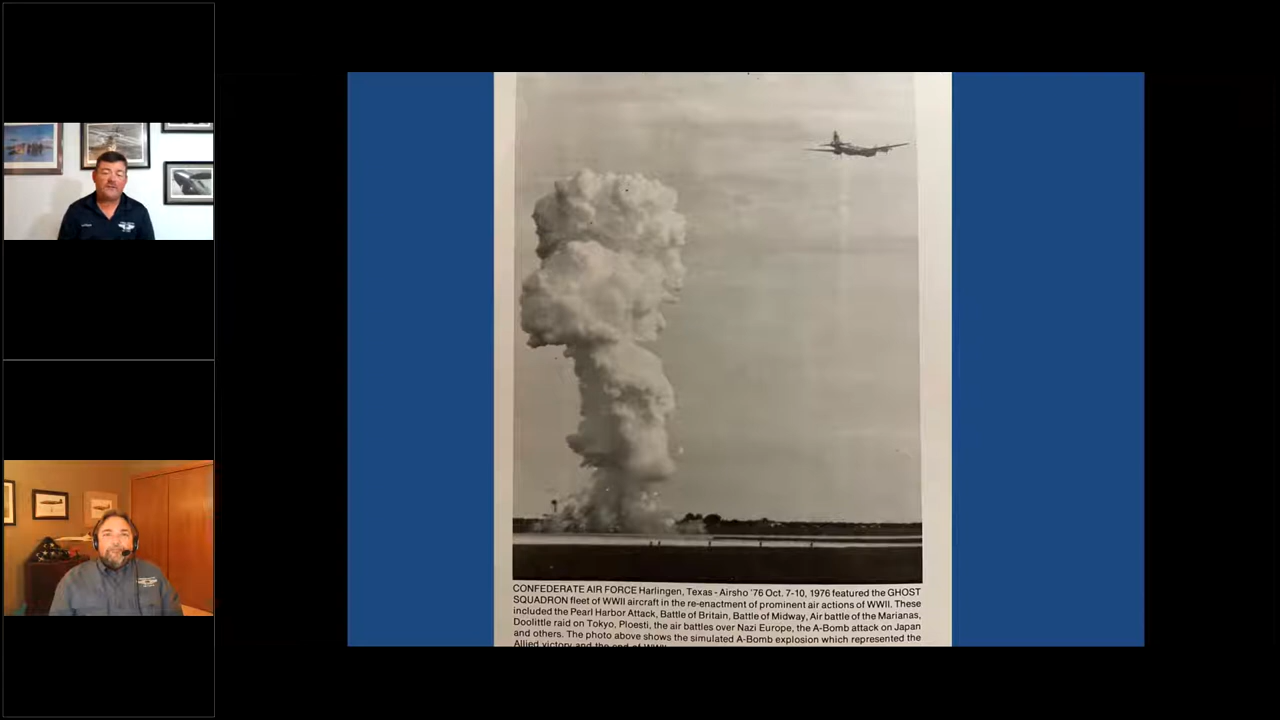 CONFEDERATE AIR FORCE Harlingen, Texas - Airsho '76 Oct. 7-10, 1976 featured the GHOST
SQUADRON fleet of WWII aircraft in the re-enactment of prominent air actions of WWII. These
included the Pearl Harbor Attack, Battle of Britain, Battle of Midway, Air battle of the Marianas,
Doolittle raid on Tokyo, Ploesti, the air battles over Nazi Europe, the A-Bomb attack on Japan
and others. The photo above shows the simulated A-Bomb explosion which represented the
Allied victory and the end of WWII